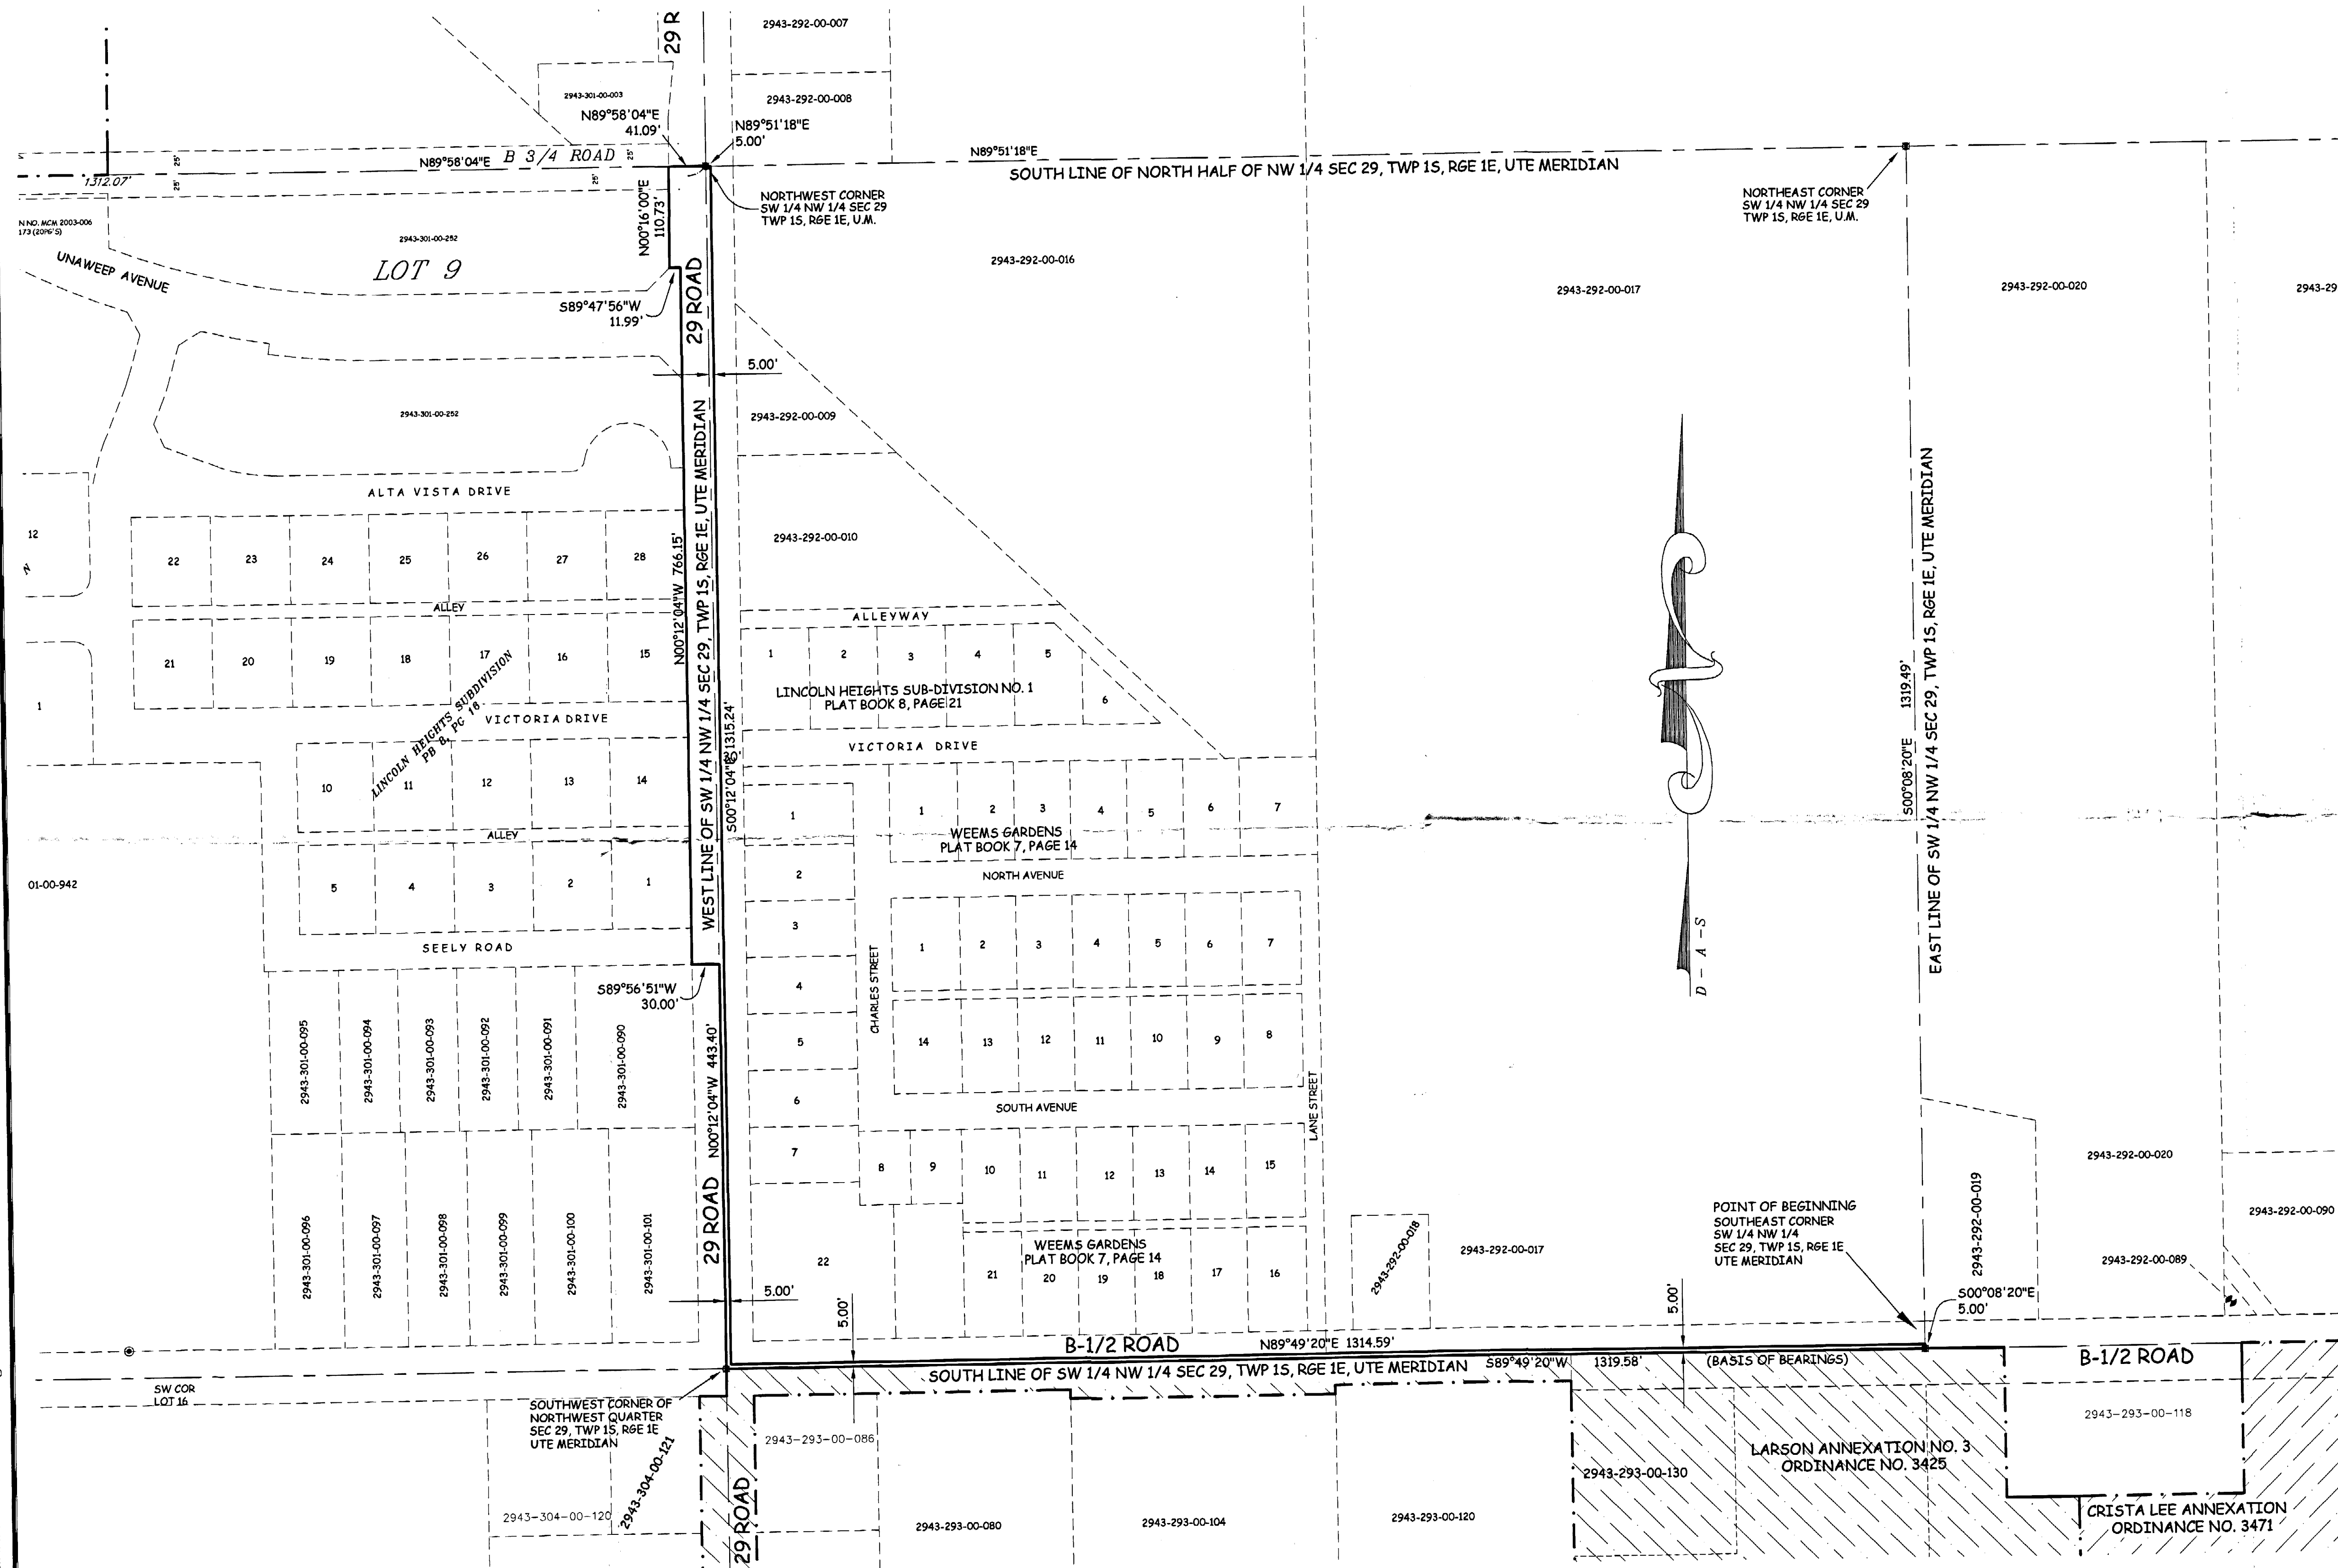 29 R
2943-292-00-007
2943-301-00-003
2943-292-00-008
N89°58'04"E
41.09'
N89°51'18"E
5.00'
N89°58'04"E
B 3/4 ROAD
25'
25'
25'
25'
1312.07'
N89°51'18"E
SOUTH LINE OF NORTH HALF OF NW 1/4 SEC 29, TWP 1S, RGE 1E, UTE MERIDIAN
NORTHWEST CORNER
SW 1/4 NW 1/4 SEC 29
TWP 1S, RGE 1E, U.M.
NORTHEAST CORNER
SW 1/4 NW 1/4 SEC 29
TWP 1S, RGE 1E, U.M.
N NO. MCM 2003-006
173 (20PG'S)
UNAWEEP AVENUE
2943-301-00-252
LOT 9
N00°16'00"E
110.73'
S89°47'56"W
11.99'
29 ROAD
2943-292-00-016
2943-292-00-017
2943-292-00-020
2943-29
5.00'
2943-301-00-252
2943-292-00-009
ALTA VISTA DRIVE
2943-292-00-010
12
N
22
23
24
25
26
27
28
ALLEY
21
20
19
18
17
16
15
1
LINCOLN HEIGHTS SUBDIVISION
PB 8, PG 18
VICTORIA DRIVE
10
11
12
13
14
ALLEY
5
4
3
2
1
01-00-942
SEELY ROAD
N00°12'04"W 766.15'
WEST LINE OF SW 1/4 NW 1/4 SEC 29, TWP 1S, RGE 1E, UTE MERIDIAN
S00°12'04"E 1315.24'
ALLEYWAY
1
2
3
4
5
6
LINCOLN HEIGHTS SUB-DIVISION NO. 1
PLAT BOOK 8, PAGE 21
VICTORIA DRIVE
1
2
3
4
5
6
7
WEEMS GARDENS
PLAT BOOK 7, PAGE 14
NORTH AVENUE
1
2
3
4
5
6
7
CHARLES STREET
1
2
3
4
5
6
7
14
13
12
11
10
9
8
SOUTH AVENUE
LANE STREET
8
9
10
11
12
13
14
15
WEEMS GARDENS
PLAT BOOK 7, PAGE 14
22
21
20
19
18
17
16
D - A - S
S00°08'20"E 1319.49'
EAST LINE OF SW 1/4 NW 1/4 SEC 29, TWP 1S, RGE 1E, UTE MERIDIAN
S89°56'51"W
30.00'
2943-301-00-095
2943-301-00-094
2943-301-00-093
2943-301-00-092
2943-301-00-091
2943-301-00-090
29 ROAD
N00°12'04"W 443.40'
2943-301-00-096
2943-301-00-097
2943-301-00-098
2943-301-00-099
2943-301-00-100
2943-301-00-101
5.00'
5.00'
2943-292-00-018
2943-292-00-017
5.00'
POINT OF BEGINNING
SOUTHEAST CORNER
SW 1/4 NW 1/4
SEC 29, TWP 1S, RGE 1E
UTE MERIDIAN
2943-292-00-019
2943-292-00-020
2943-292-00-090
2943-292-00-089
S00°08'20"E
5.00'
B-1/2 ROAD
N89°49'20"E 1314.59'
SOUTH LINE OF SW 1/4 NW 1/4 SEC 29, TWP 1S, RGE 1E, UTE MERIDIAN
S89°49'20"W 1319.58'
(BASIS OF BEARINGS)
B-1/2 ROAD
SW COR
LOT 16
SOUTHWEST CORNER OF
NORTHWEST QUARTER
SEC 29, TWP 1S, RGE 1E
UTE MERIDIAN
2943-304-00-120
2943-304-00-121
29 ROAD
2943-293-00-086
2943-293-00-080
2943-293-00-104
2943-293-00-120
2943-293-00-130
LARSON ANNEXATION NO. 3
ORDINANCE NO. 3425
2943-293-00-118
CRISTA LEE ANNEXATION
ORDINANCE NO. 3471